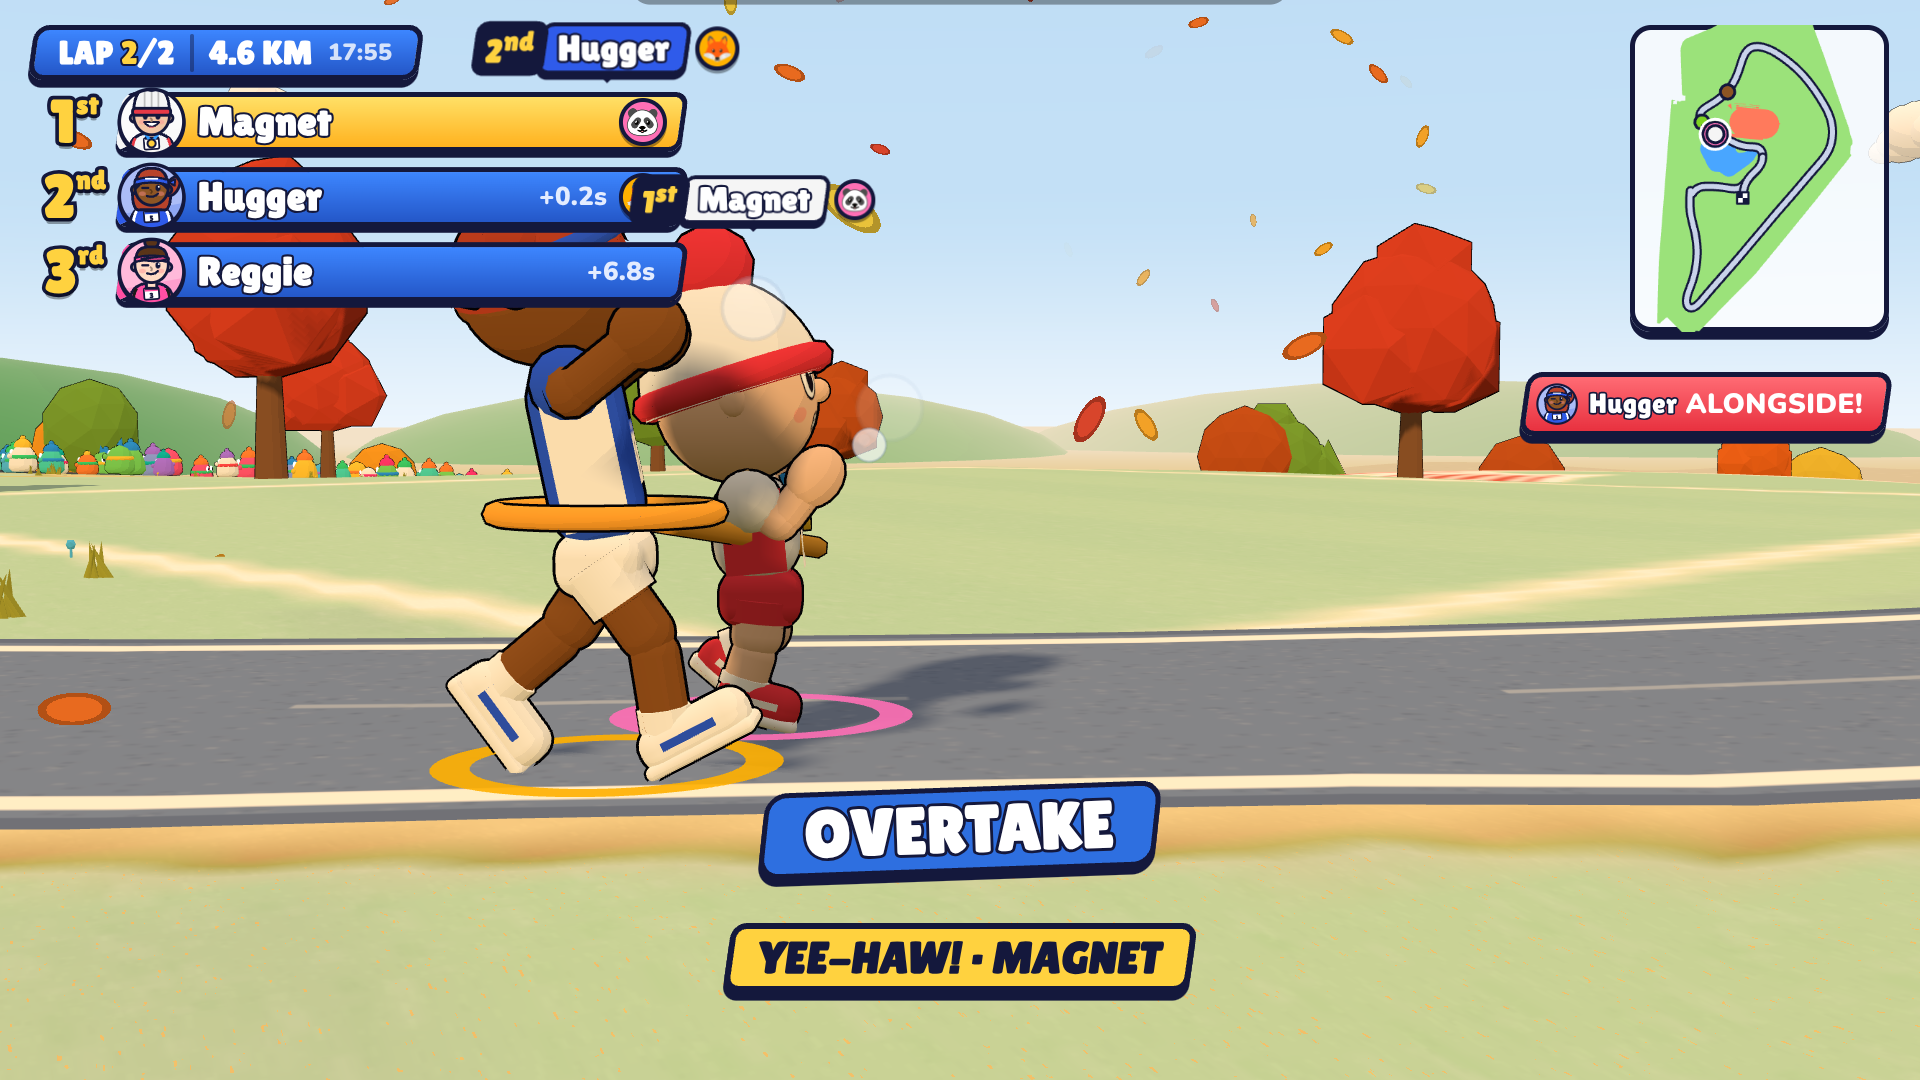 LAP 2/2 4.6 KM 17:55
2nd Hugger
1st Magnet
2nd Hugger +0.2s
1st Magnet
3rd Reggie +6.8s
Hugger ALONGSIDE!
OVERTAKE
YEE-HAW! · MAGNET